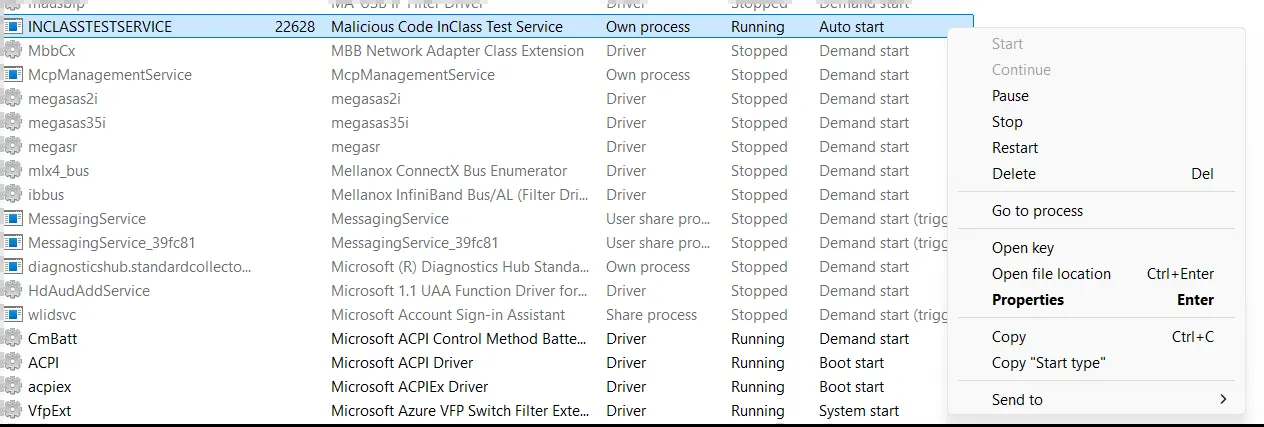 INCLASSTESTSERVICE 22628 Malicious Code InClass Test Service Own process Running Auto start
MbbCx MBB Network Adapter Class Extension Driver Stopped Demand start
McpManagementService McpManagementService Own process Stopped Demand start
megasas2i megasas2i Driver Stopped Demand start
megasas35i megasas35i Driver Stopped Demand start
megasr megasr Driver Stopped Demand start
mlx4_bus Mellanox ConnectX Bus Enumerator Driver Stopped Demand start
ibbus Mellanox InfiniBand Bus/AL (Filter Dri... Driver Stopped Demand start
MessagingService MessagingService User share pro... Stopped Demand start (trigg
MessagingService_39fc81 MessagingService_39fc81 User share pro... Stopped Demand start (trigg
diagnosticshub.standardcollecto... Microsoft (R) Diagnostics Hub Standa... Own process Stopped Demand start
HdAudAddService Microsoft 1.1 UAA Function Driver for... Driver Stopped Demand start
wlidsvc Microsoft Account Sign-in Assistant Share process Stopped Demand start (trigg
CmBatt Microsoft ACPI Control Method Batte... Driver Running Demand start
ACPI Microsoft ACPI Driver Driver Running Boot start
acpiex Microsoft ACPIEx Driver Driver Running Boot start
VfpExt Microsoft Azure VFP Switch Filter Exte... Driver Running System start
Start
Continue
Pause
Stop
Restart
Delete Del
Go to process
Open key
Open file location Ctrl+Enter
Properties Enter
Copy Ctrl+C
Copy "Start type"
Send to